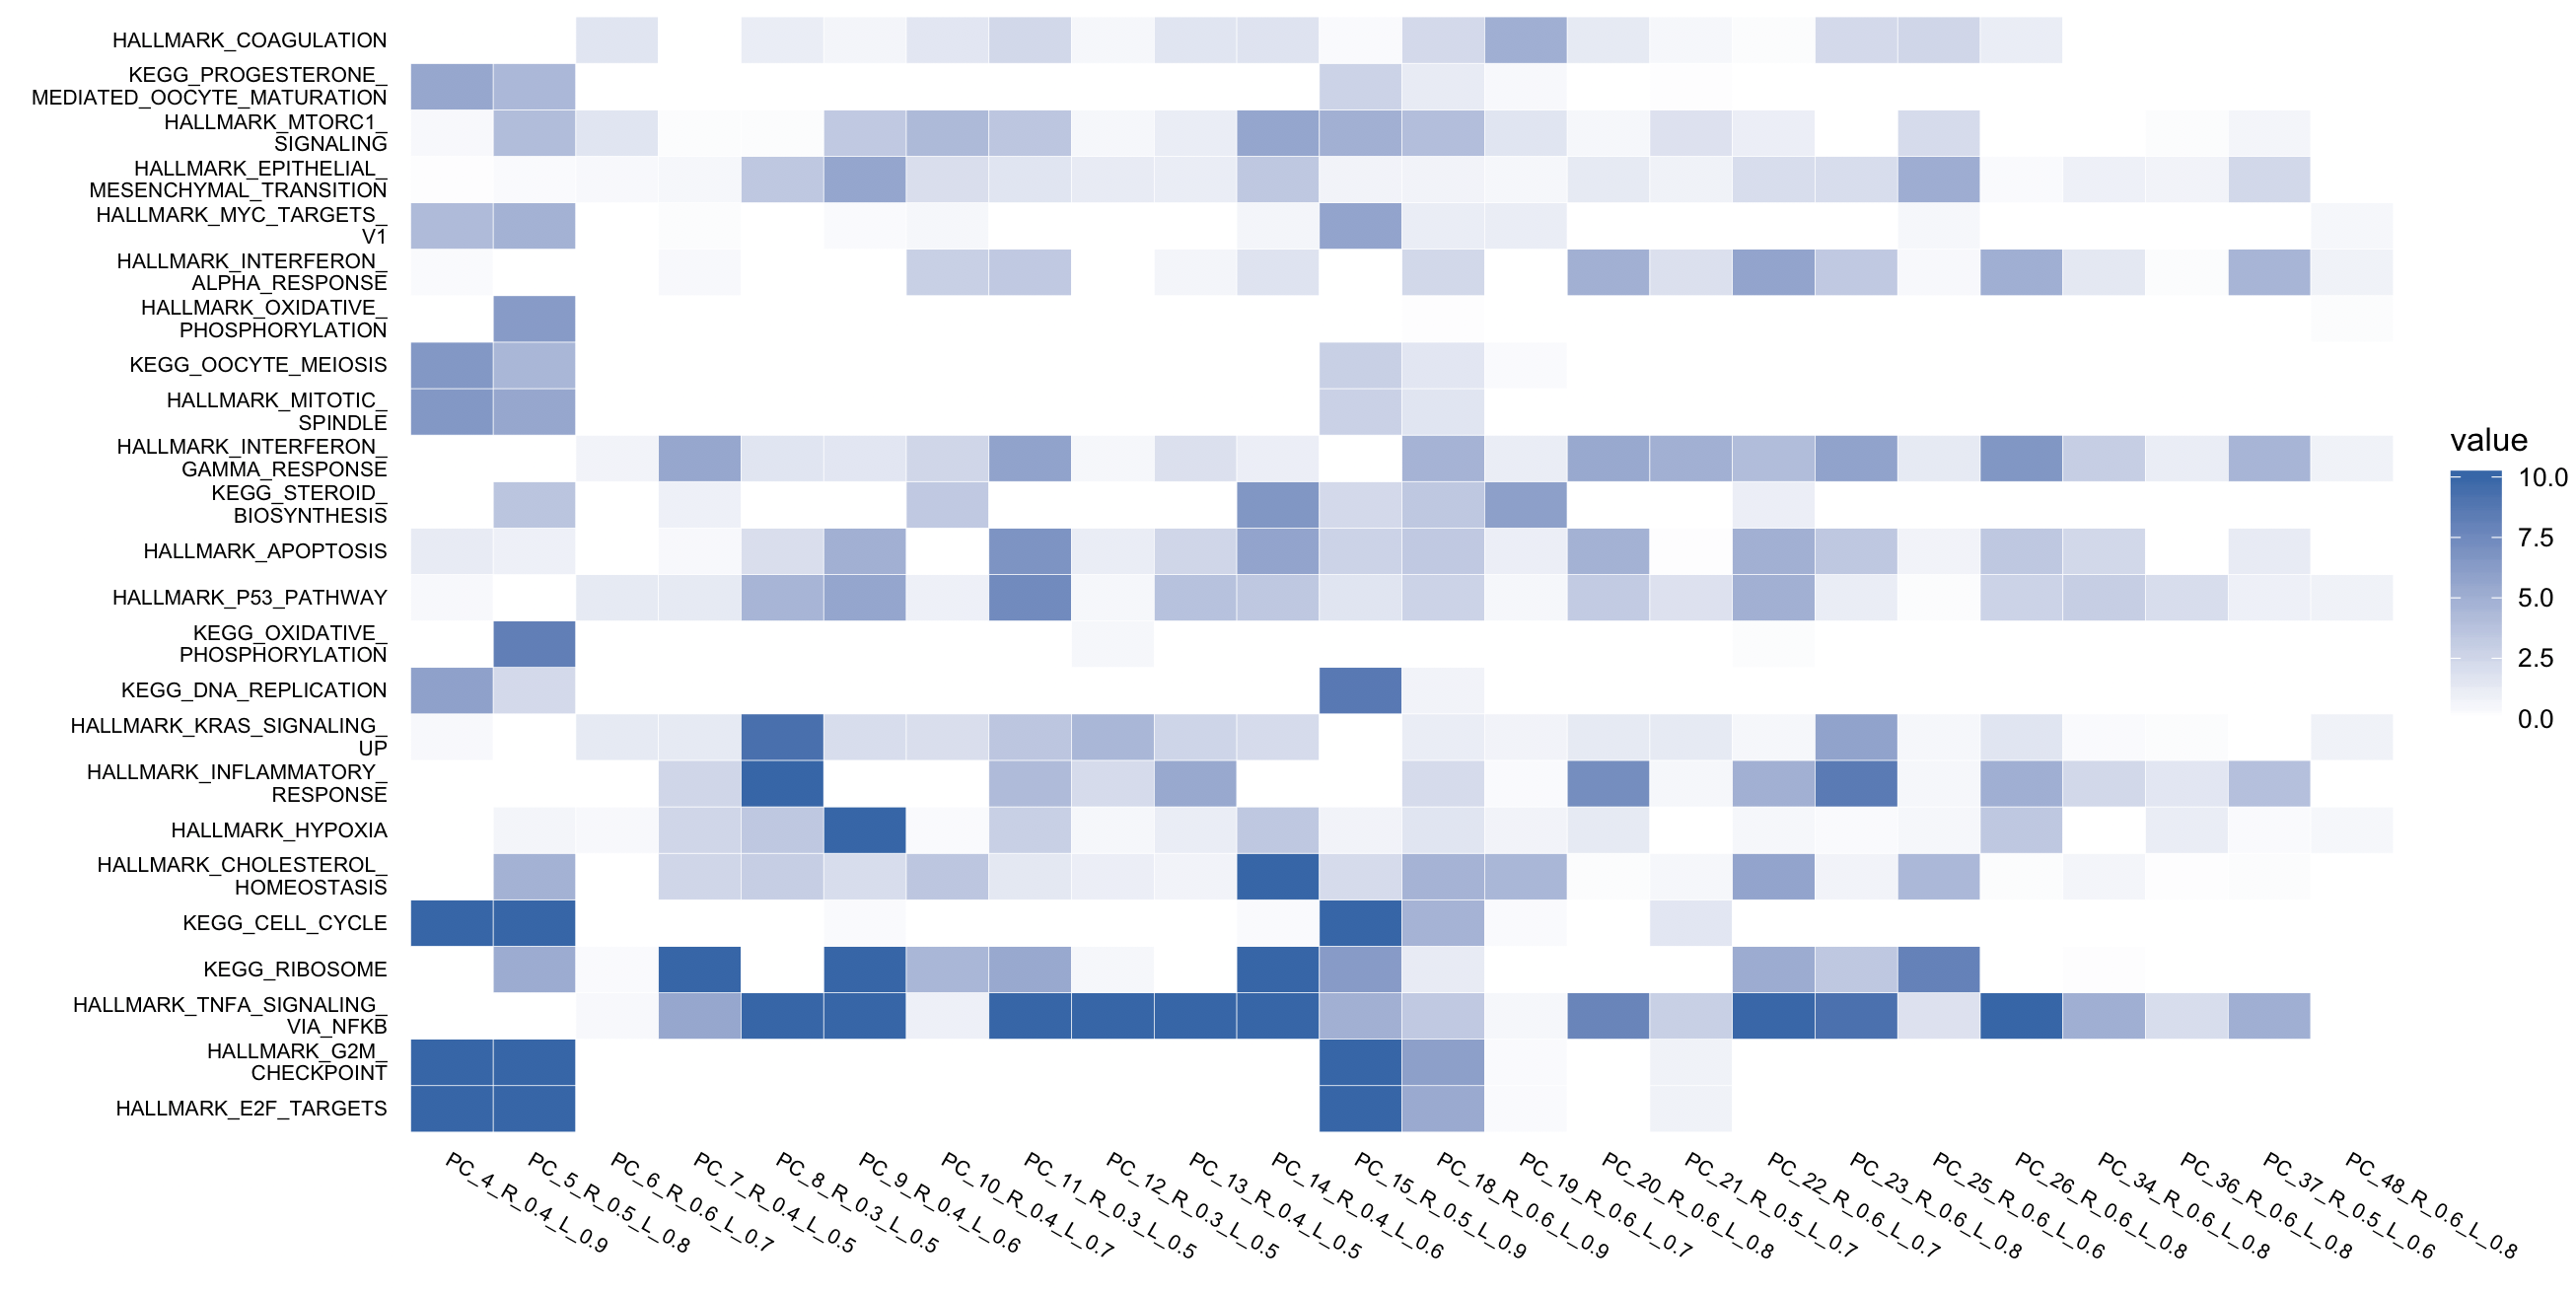 HALLMARK_COAGULATION
KEGG_PROGESTERONE_
MEDIATED_OOCYTE_MATURATION
HALLMARK_MTORC1_
SIGNALING
HALLMARK_EPITHELIAL_
MESENCHYMAL_TRANSITION
HALLMARK_MYC_TARGETS_
V1
HALLMARK_INTERFERON_
ALPHA_RESPONSE
HALLMARK_OXIDATIVE_
PHOSPHORYLATION
KEGG_OOCYTE_MEIOSIS
HALLMARK_MITOTIC_
SPINDLE
HALLMARK_INTERFERON_
GAMMA_RESPONSE
KEGG_STEROID_
BIOSYNTHESIS
HALLMARK_APOPTOSIS
HALLMARK_P53_PATHWAY
KEGG_OXIDATIVE_
PHOSPHORYLATION
KEGG_DNA_REPLICATION
HALLMARK_KRAS_SIGNALING_
UP
HALLMARK_INFLAMMATORY_
RESPONSE
HALLMARK_HYPOXIA
HALLMARK_CHOLESTEROL_
HOMEOSTASIS
KEGG_CELL_CYCLE
KEGG_RIBOSOME
HALLMARK_TNFA_SIGNALING_
VIA_NFKB
HALLMARK_G2M_
CHECKPOINT
HALLMARK_E2F_TARGETS
PC_4_R_0.4_L_0.9
PC_5_R_0.5_L_0.8
PC_6_R_0.6_L_0.7
PC_7_R_0.4_L_0.5
PC_8_R_0.3_L_0.5
PC_9_R_0.4_L_0.6
PC_10_R_0.4_L_0.7
PC_11_R_0.3_L_0.5
PC_12_R_0.3_L_0.5
PC_13_R_0.4_L_0.5
PC_14_R_0.4_L_0.6
PC_15_R_0.5_L_0.9
PC_18_R_0.6_L_0.9
PC_19_R_0.6_L_0.7
PC_20_R_0.6_L_0.8
PC_21_R_0.5_L_0.7
PC_22_R_0.6_L_0.7
PC_23_R_0.6_L_0.8
PC_25_R_0.6_L_0.6
PC_26_R_0.6_L_0.8
PC_34_R_0.6_L_0.8
PC_36_R_0.6_L_0.8
PC_37_R_0.5_L_0.6
PC_48_R_0.6_L_0.8
value
10.0
7.5
5.0
2.5
0.0